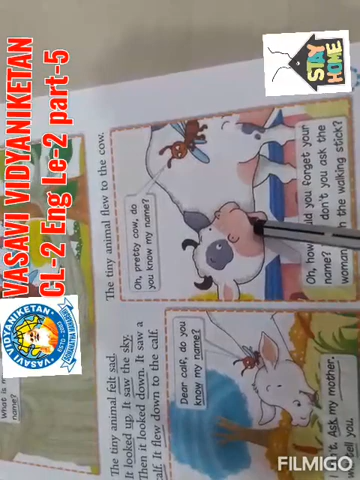 VASAVI VIDYANIKETAN
CL-2 Eng Le-2 part-5
STAY
HOME
VASAVI VIDYANIKETAN
What is
name?
The tiny animal felt sad.
It looked up. It saw the sky.
Then it looked down. It saw a
calf. It flew down to the calf.
Dear calf, do you
know my name?
it. Ask my mother.
tell you.
The tiny animal flew to the cow.
Oh, pretty cow, do
you know my name?
Oh, how
you forget your
name?
don't you ask the
woman
the walking stick?
FILMIGO